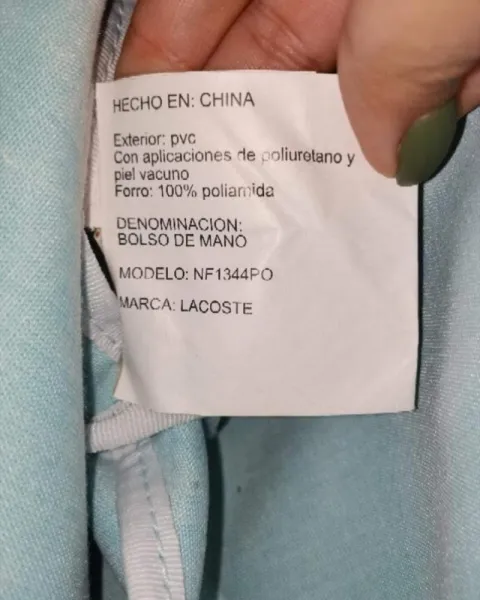 HECHO EN: CHINA
Exterior: pvc
Con aplicaciones de poliuretano y
piel vacuno
Forro: 100% poliamida
DENOMINACION:
BOLSO DE MANO
MODELO: NF1344PO
MARCA: LACOSTE